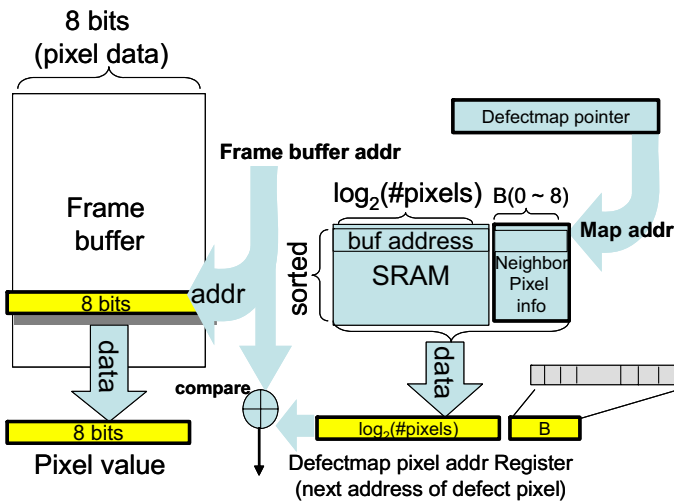 8 bits
(pixel data)
Defectmap pointer
Frame buffer addr
log2(#pixels)
B(0 ~ 8)
Map addr
Frame
buffer
buf address
SRAM
sorted
Neighbor
Pixel
info
addr
8 bits
data
data
compare
8 bits
log2(#pixels)
B
Pixel value
Defectmap pixel addr Register
(next address of defect pixel)